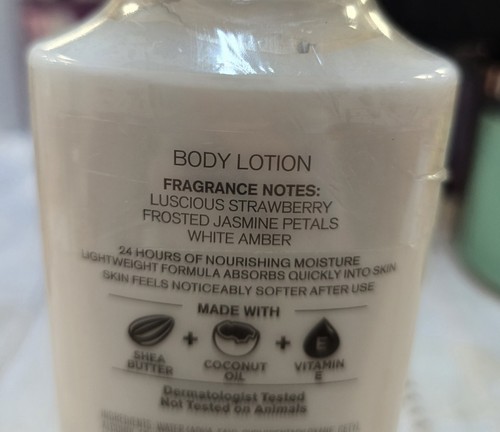 BODY LOTION
FRAGRANCE NOTES:
LUSCIOUS STRAWBERRY
FROSTED JASMINE PETALS
WHITE AMBER
24 HOURS OF NOURISHING MOISTURE
LIGHTWEIGHT FORMULA ABSORBS QUICKLY INTO SKIN
SKIN FEELS NOTICEABLY SOFTER AFTER USE
MADE WITH
SHEA BUTTER + COCONUT OIL + E VITAMIN E
Dermatologist Tested
Not Tested on Animals